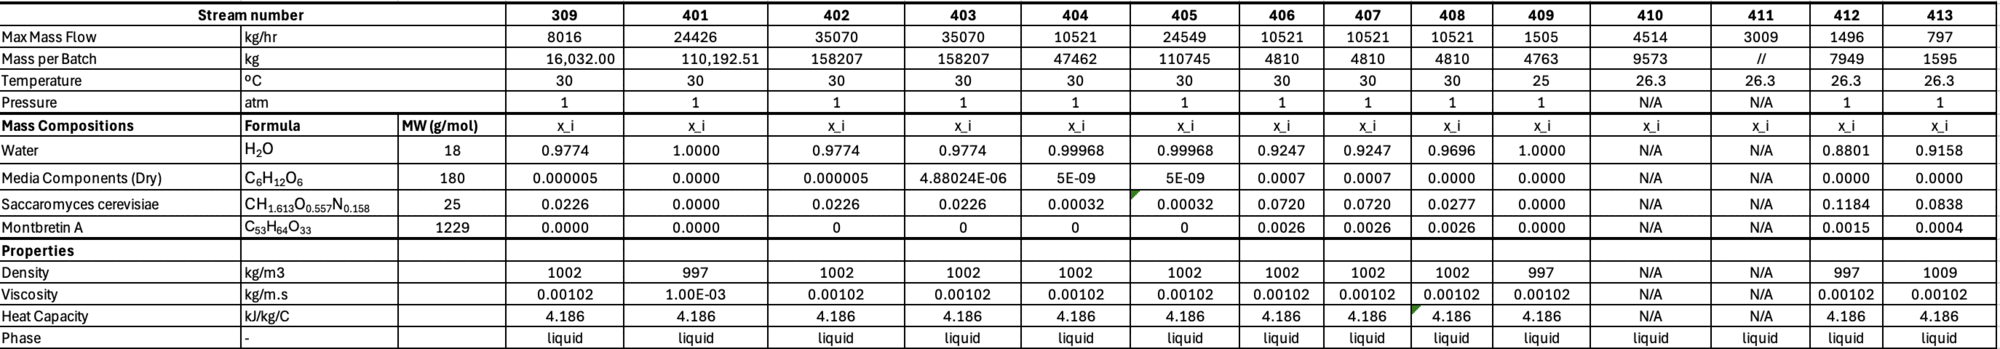 Stream number 309 401 402 403 404 405 406 407 408 409 410 411 412 413
Max Mass Flow kg/hr 8016 24426 35070 35070 10521 24549 10521 10521 10521 1505 4514 3009 1496 797
Mass per Batch kg 16,032.00 110,192.51 158207 158207 47462 110745 4810 4810 4810 4763 9573 // 7949 1595
Temperature ºC 30 30 30 30 30 30 30 30 30 25 26.3 26.3 26.3 26.3
Pressure atm 1 1 1 1 1 1 1 1 1 1 N/A N/A 1 1
Mass Compositions Formula MW (g/mol) x_i x_i x_i x_i x_i x_i x_i x_i x_i x_i x_i x_i x_i x_i
Water H₂O 18 0.9774 1.0000 0.9774 0.9774 0.99968 0.99968 0.9247 0.9247 0.9696 1.0000 N/A N/A 0.8801 0.9158
Media Components (Dry) C₆H₁₂O₆ 180 0.000005 0.0000 0.000005 4.88024E-06 5E-09 5E-09 0.0007 0.0007 0.0000 0.0000 N/A N/A 0.0000 0.0000
Saccaromyces cerevisiae CH₁.₆₁₃O₀.₅₅₇N₀.₁₅₈ 25 0.0226 0.0000 0.0226 0.0226 0.00032 0.00032 0.0720 0.0720 0.0277 0.0000 N/A N/A 0.1184 0.0838
Montbretin A C₅₃H₆₄O₃₃ 1229 0.0000 0.0000 0 0 0 0 0.0026 0.0026 0.0026 0.0000 N/A N/A 0.0015 0.0004
Properties
Density kg/m3 1002 997 1002 1002 1002 1002 1002 1002 1002 997 N/A N/A 997 1009
Viscosity kg/m.s 0.00102 1.00E-03 0.00102 0.00102 0.00102 0.00102 0.00102 0.00102 0.00102 0.00102 N/A N/A 0.00102 0.00102
Heat Capacity kJ/kg/C 4.186 4.186 4.186 4.186 4.186 4.186 4.186 4.186 4.186 4.186 N/A N/A 4.186 4.186
Phase - liquid liquid liquid liquid liquid liquid liquid liquid liquid liquid liquid liquid liquid liquid